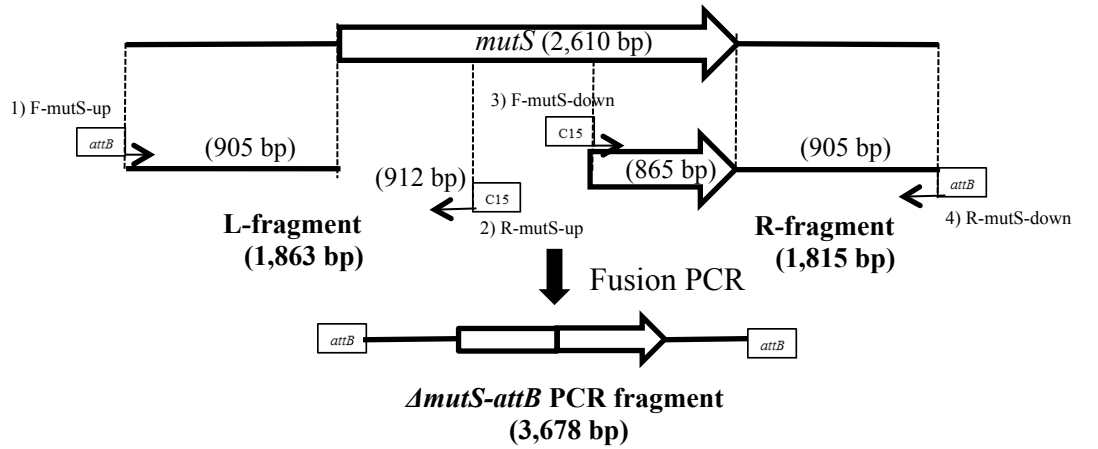 mutS (2,610 bp)
1) F-mutS-up
3) F-mutS-down
attB
C15
(905 bp)
(912 bp)
(865 bp)
(905 bp)
C15
attB
2) R-mutS-up
4) R-mutS-down
L-fragment
(1,863 bp)
R-fragment
(1,815 bp)
Fusion PCR
attB
attB
ΔmutS-attB PCR fragment
(3,678 bp)